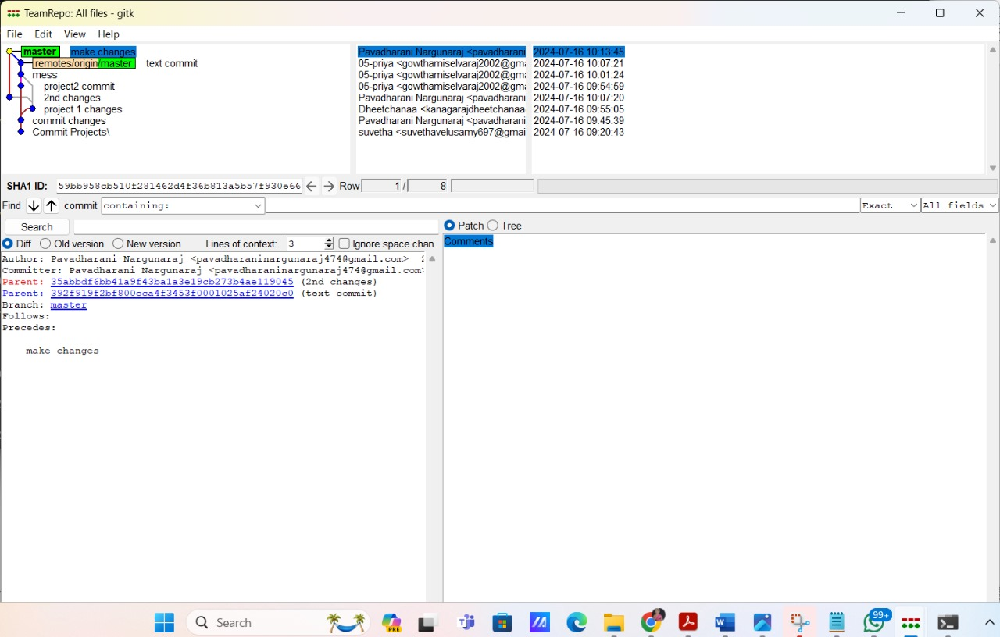 TeamRepo: All files - gitk
File Edit View Help
master make changes Pavadharani Nargunaraj <pavadharani 2024-07-16 10:13:45
remotes/origin/master text commit 05-priya <gowthamiselvaraj2002@gma 2024-07-16 10:07:21
mess 05-priya <gowthamiselvaraj2002@gma 2024-07-16 10:01:24
project2 commit 05-priya <gowthamiselvaraj2002@gma 2024-07-16 09:54:59
2nd changes Pavadharani Nargunaraj <pavadharani 2024-07-16 10:07:20
project 1 changes Dheetchanaa <kanagarajdheetchanaa 2024-07-16 09:55:05
commit changes Pavadharani Nargunaraj <pavadharani 2024-07-16 09:45:39
Commit Projects\ suvetha <suvethavelusamy697@gmai 2024-07-16 09:20:43
SHA1 ID: 59bb958cb510f281462d4f36b813a5b57f930e66 Row 1 / 8
Find commit containing: Exact All fields
Search Patch Tree
Diff Old version New version Lines of context: 3 Ignore space chan Comments
Author: Pavadharani Nargunaraj <pavadharaninargunaraj474@gmail.com>
Committer: Pavadharani Nargunaraj <pavadharaninargunaraj474@gmail.com>
Parent: 35abbdf6bb41a9f43ba1a3e19cb273b4ae119045 (2nd changes)
Parent: 392f919f2bf800cca4f3453f0001025af24020c0 (text commit)
Branch: master
Follows:
Precedes:
make changes
Search PRE 99+